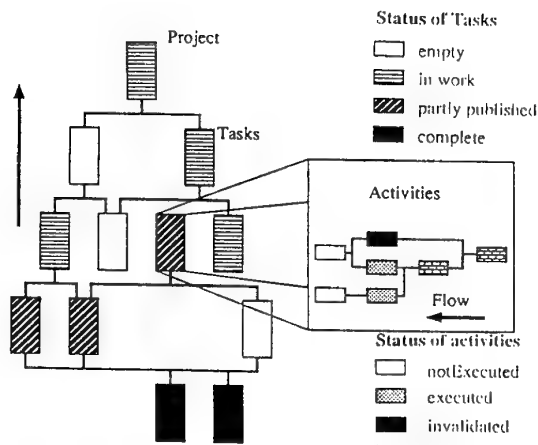 Status of Tasks
Project
empty
in work
partly published
complete
Tasks
Activities
Flow
Status of activities
notExecuted
executed
invalidated